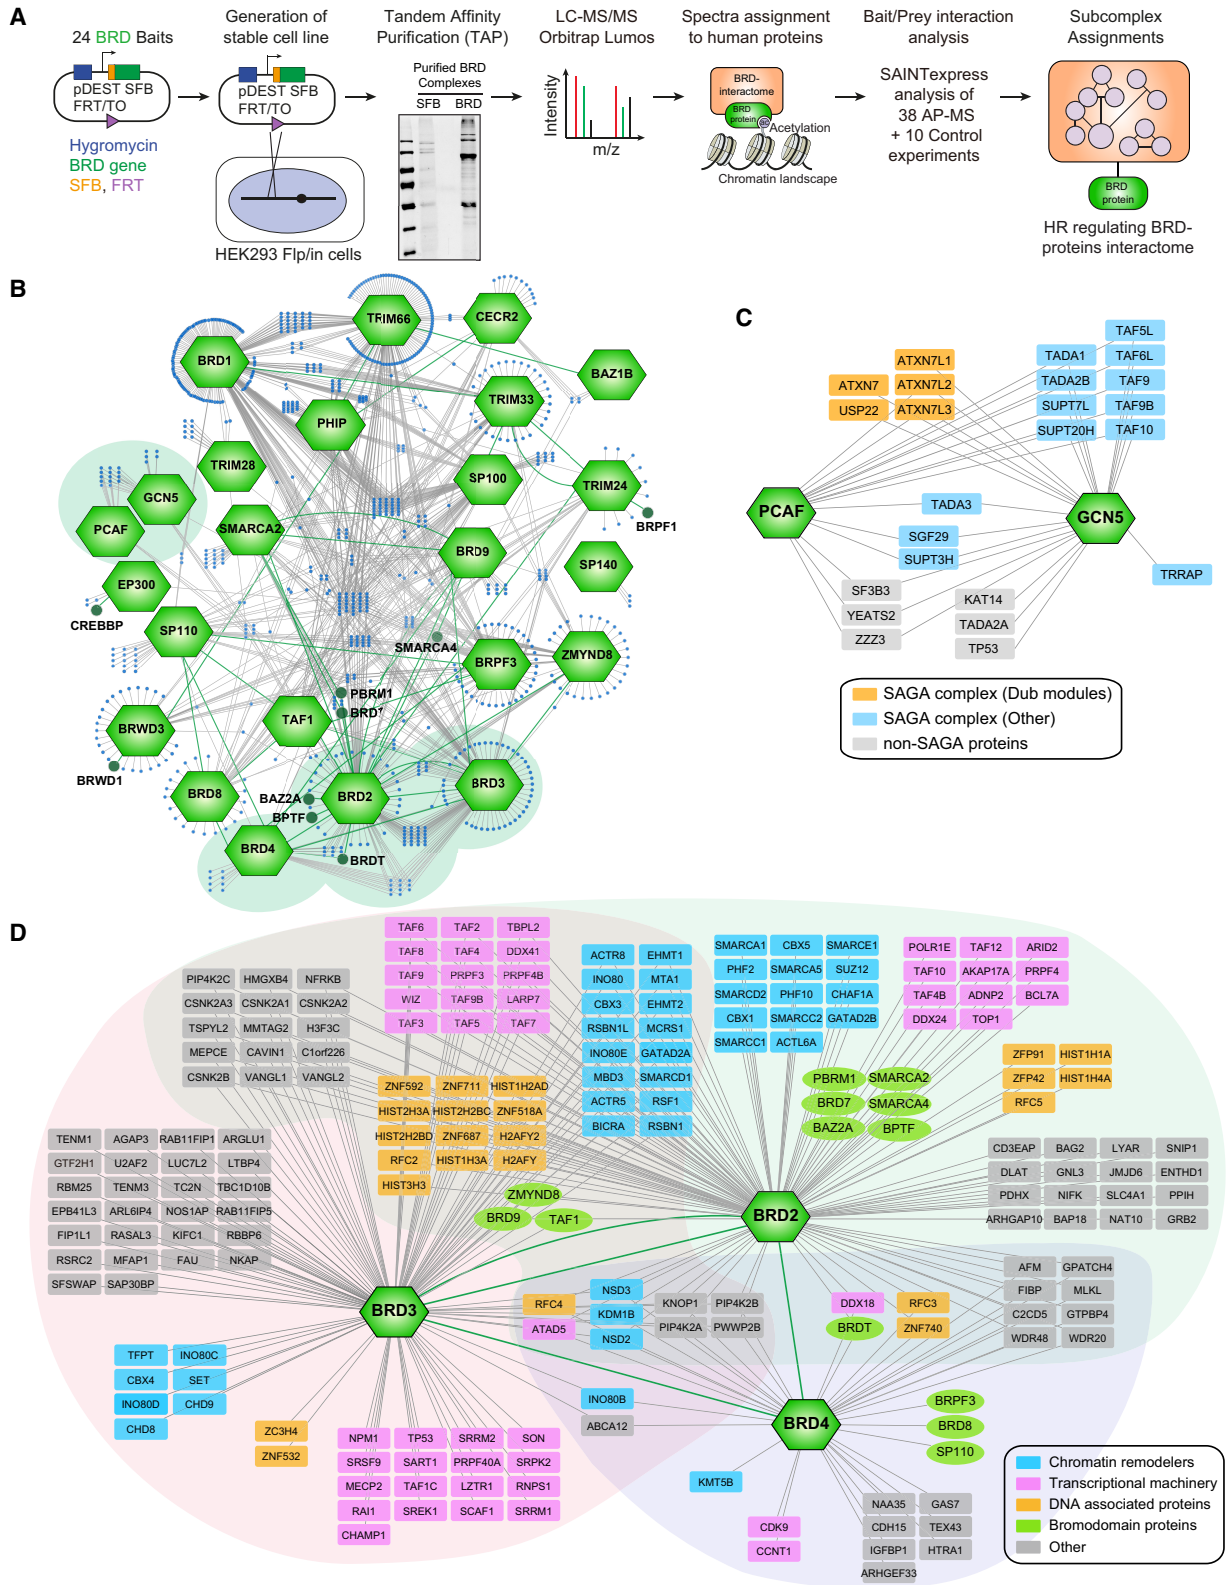 A
24 BRD Baits
pDEST SFB
FRT/TO
Hygromycin
BRD gene
SFB, FRT
Generation of
stable cell line
pDEST SFB
FRT/TO
HEK293 Flp/in cells
Tandem Affinity
Purification (TAP)
Purified BRD
Complexes
SFB BRD
LC-MS/MS
Orbitrap Lumos
Intensity
m/z
Spectra assignment
to human proteins
BRD-
interactome
BRD
protein
Acetylation
Chromatin landscape
Bait/Prey interaction
analysis
SAINTexpress
analysis of
38 AP-MS
+ 10 Control
experiments
Subcomplex
Assignments
BRD
protein
HR regulating BRD-
proteins interactome
B
TRIM66
CECR2
BRD1
BAZ1B
TRIM33
PHIP
TRIM28
SP100
TRIM24
GCN5
PCAF
SMARCA2
BRPF1
BRD9
SP140
EP300
CREBBP
SP110
SMARCA4
BRPF3
ZMYND8
PBRM1
BRD7
TAF1
BRWD3
BRWD1
BRD8
BAZ2A
BPTF
BRD2
BRD3
BRD4
BRDT
C
TAF5L
ATXN7L1
TADA1
TAF6L
ATXN7
ATXN7L2
TADA2B
TAF9
USP22
ATXN7L3
SUPT7L
TAF9B
SUPT20H
TAF10
PCAF
TADA3
GCN5
SGF29
SUPT3H
TRRAP
SF3B3
KAT14
YEATS2
TADA2A
ZZZ3
TP53
SAGA complex (Dub modules)
SAGA complex (Other)
non-SAGA proteins
D
TAF6 TAF2 TBPL2
TAF8 TAF4 DDX41
TAF9 PRPF3 PRPF4B
WIZ TAF9B LARP7
TAF3 TAF5 TAF7
PIP4K2C HMGXB4 NFRKB
CSNK2A3 CSNK2A1 CSNK2A2
TSPYL2 MMTAG2 H3F3C
MEPCE CAVIN1 C1orf226
CSNK2B VANGL1 VANGL2
ACTR8 EHMT1
INO80 MTA1
CBX3 EHMT2
RSBN1L MCRS1
INO80E GATAD2A
MBD3 SMARCD1
ACTR5 RSF1
BICRA RSBN1
SMARCA1 CBX5 SMARCE1
PHF2 SMARCA5 SUZ12
SMARCD2 PHF10 CHAF1A
CBX1 SMARCC2 GATAD2B
SMARCC1 ACTL6A
POLR1E TAF12 ARID2
TAF10 AKAP17A PRPF4
TAF4B ADNP2 BCL7A
DDX24 TOP1
ZFP91 HIST1H1A
ZFP42 HIST1H4A
RFC5
PBRM1 SMARCA2
BRD7 SMARCA4
BAZ2A BPTF
ZNF592 ZNF711 HIST1H2AD
HIST2H3A HIST2H2BC ZNF518A
HIST2H2BD ZNF687 H2AFY2
RFC2 HIST1H3A H2AFY
HIST3H3
ZMYND8
BRD9 TAF1
TENM1 AGAP3 RAB11FIP1 ARGLU1
GTF2H1 U2AF2 LUC7L2 LTBP4
RBM25 TENM3 TC2N TBC1D10B
EPB41L3 ARL6IP4 NOS1AP RAB11FIP5
FIP1L1 RASAL3 KIFC1 RBBP6
RSRC2 MFAP1 FAU NKAP
SFSWAP SAP30BP
CD3EAP BAG2 LYAR SNIP1
DLAT GNL3 JMJD6 ENTHD1
PDHX NIFK SLC4A1 PPIH
ARHGAP10 BAP18 NAT10 GRB2
BRD2
BRD3
BRD4
RFC4
ATAD5
NSD3
KDM1B
NSD2
KNOP1 PIP4K2B
PIP4K2A PWWP2B
DDX18
BRDT
RFC3
ZNF740
AFM GPATCH4
FIBP MLKL
C2CD5 GTPBP4
WDR48 WDR20
TFPT INO80C
CBX4 SET
INO80D CHD9
CHD8
ZC3H4
ZNF532
NPM1 TP53 SRRM2 SON
SRSF9 SART1 PRPF40A SRPK2
MECP2 TAF1C LZTR1 RNPS1
RAI1 SREK1 SCAF1 SRRM1
CHAMP1
INO80B
ABCA12
BRPF3
BRD8
SP110
KMT5B
CDK9
CCNT1
NAA35 GAS7
CDH15 TEX43
IGFBP1 HTRA1
ARHGEF33
Chromatin remodelers
Transcriptional machinery
DNA associated proteins
Bromodomain proteins
Other